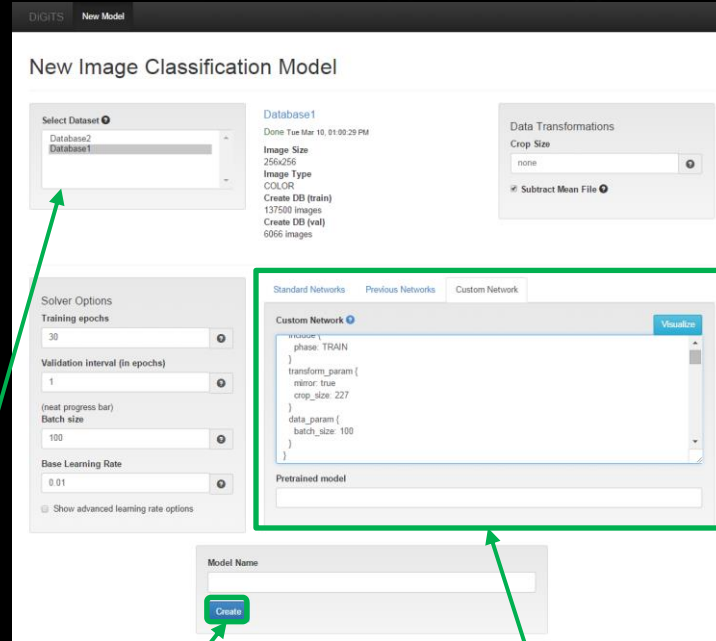 DIGITS New Model
New Image Classification Model
Select Dataset
Database2
Database1
Database1
Done Tue Mar 10, 01:00:29 PM
Image Size
256x256
Image Type
COLOR
Create DB (train)
137500 images
Create DB (val)
6066 images
Data Transformations
Crop Size
none
Subtract Mean File
Solver Options
Training epochs
30
Validation interval (in epochs)
1
(neat progress bar)
Batch size
100
Base Learning Rate
0.01
Show advanced learning rate options
Standard Networks Previous Networks Custom Network
Custom Network
Visualize
include {
phase: TRAIN
}
transform_param {
mirror: true
crop_size: 227
}
data_param {
batch_size: 100
}
}
Pretrained model
Model Name
Create